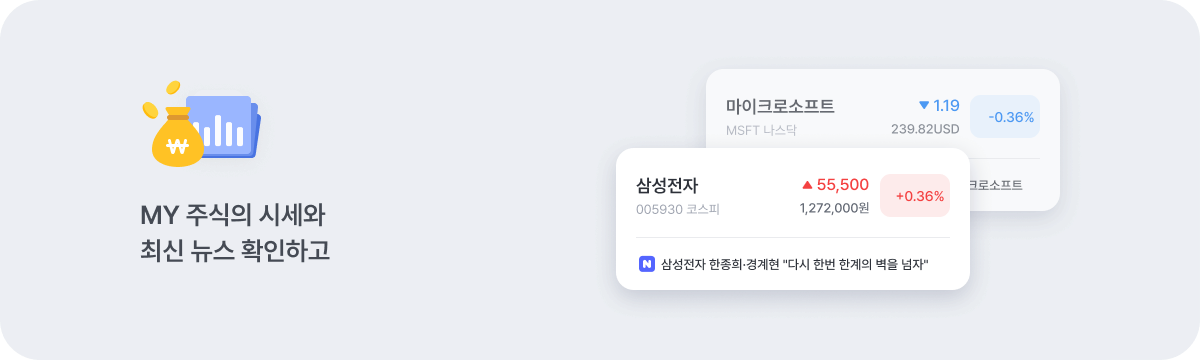 MY 주식의 시세와
최신 뉴스 확인하고
마이크로소프트
MSFT 나스닥
▼ 1.19
239.82USD
-0.36%
크로소프트
삼성전자
005930 코스피
▲ 55,500
1,272,000원
+0.36%
N 삼성전자 한종희·경계현 "다시 한번 한계의 벽을 넘자"